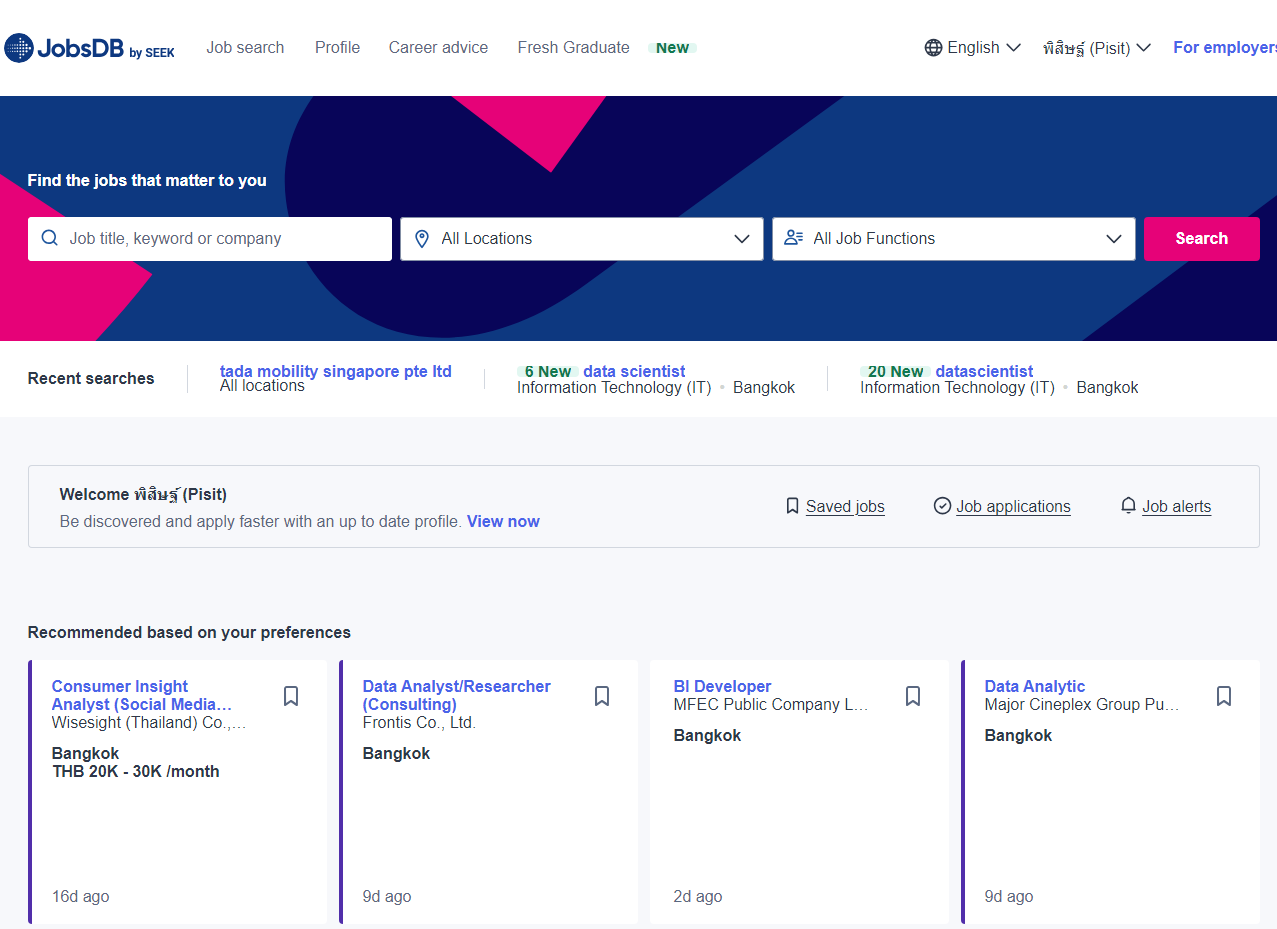 JobsDB by SEEK Job search Profile Career advice Fresh Graduate New English พิสิษฐ์ (Pisit) For employers
Find the jobs that matter to you
Job title, keyword or company All Locations All Job Functions Search
Recent searches
tada mobility singapore pte ltd
All locations
6 New data scientist
Information Technology (IT) • Bangkok
20 New datascientist
Information Technology (IT) • Bangkok
Welcome พิสิษฐ์ (Pisit)
Be discovered and apply faster with an up to date profile. View now
Saved jobs Job applications Job alerts
Recommended based on your preferences
Consumer Insight
Analyst (Social Media…
Wisesight (Thailand) Co.,…
Bangkok
THB 20K - 30K /month
16d ago
Data Analyst/Researcher
(Consulting)
Frontis Co., Ltd.
Bangkok
9d ago
BI Developer
MFEC Public Company L…
Bangkok
2d ago
Data Analytic
Major Cineplex Group Pu…
Bangkok
9d ago